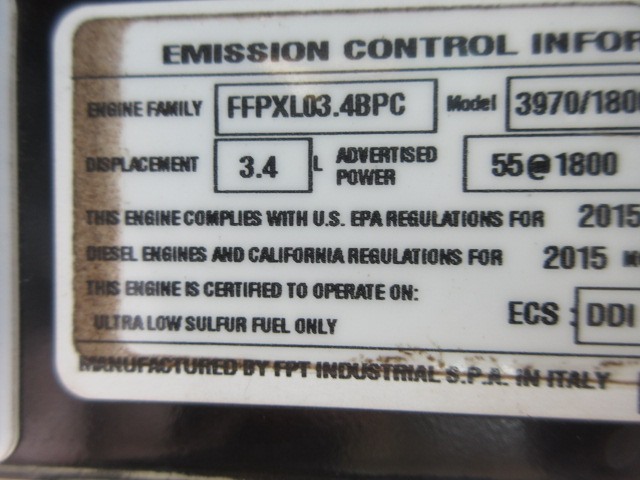 EMISSION CONTROL INFOR
ENGINE FAMILY FFPXL03.4BPC Model 3970/180
DISPLACEMENT 3.4 L ADVERTISED POWER 55@1800
THIS ENGINE COMPLIES WITH U.S. EPA REGULATIONS FOR 2015
DIESEL ENGINES AND CALIFORNIA REGULATIONS FOR 2015 M
THIS ENGINE IS CERTIFIED TO OPERATE ON:
ULTRA LOW SULFUR FUEL ONLY ECS : DDI
MANUFACTURED BY FPT INDUSTRIAL S.P.A. IN ITALY